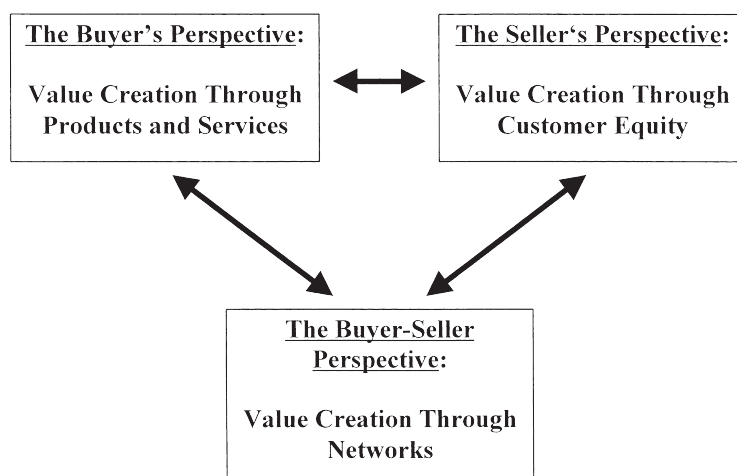 The Buyer’s Perspective:
Value Creation Through
Products and Services
The Seller‘s Perspective:
Value Creation Through
Customer Equity
The Buyer-Seller
Perspective:
Value Creation Through
Networks